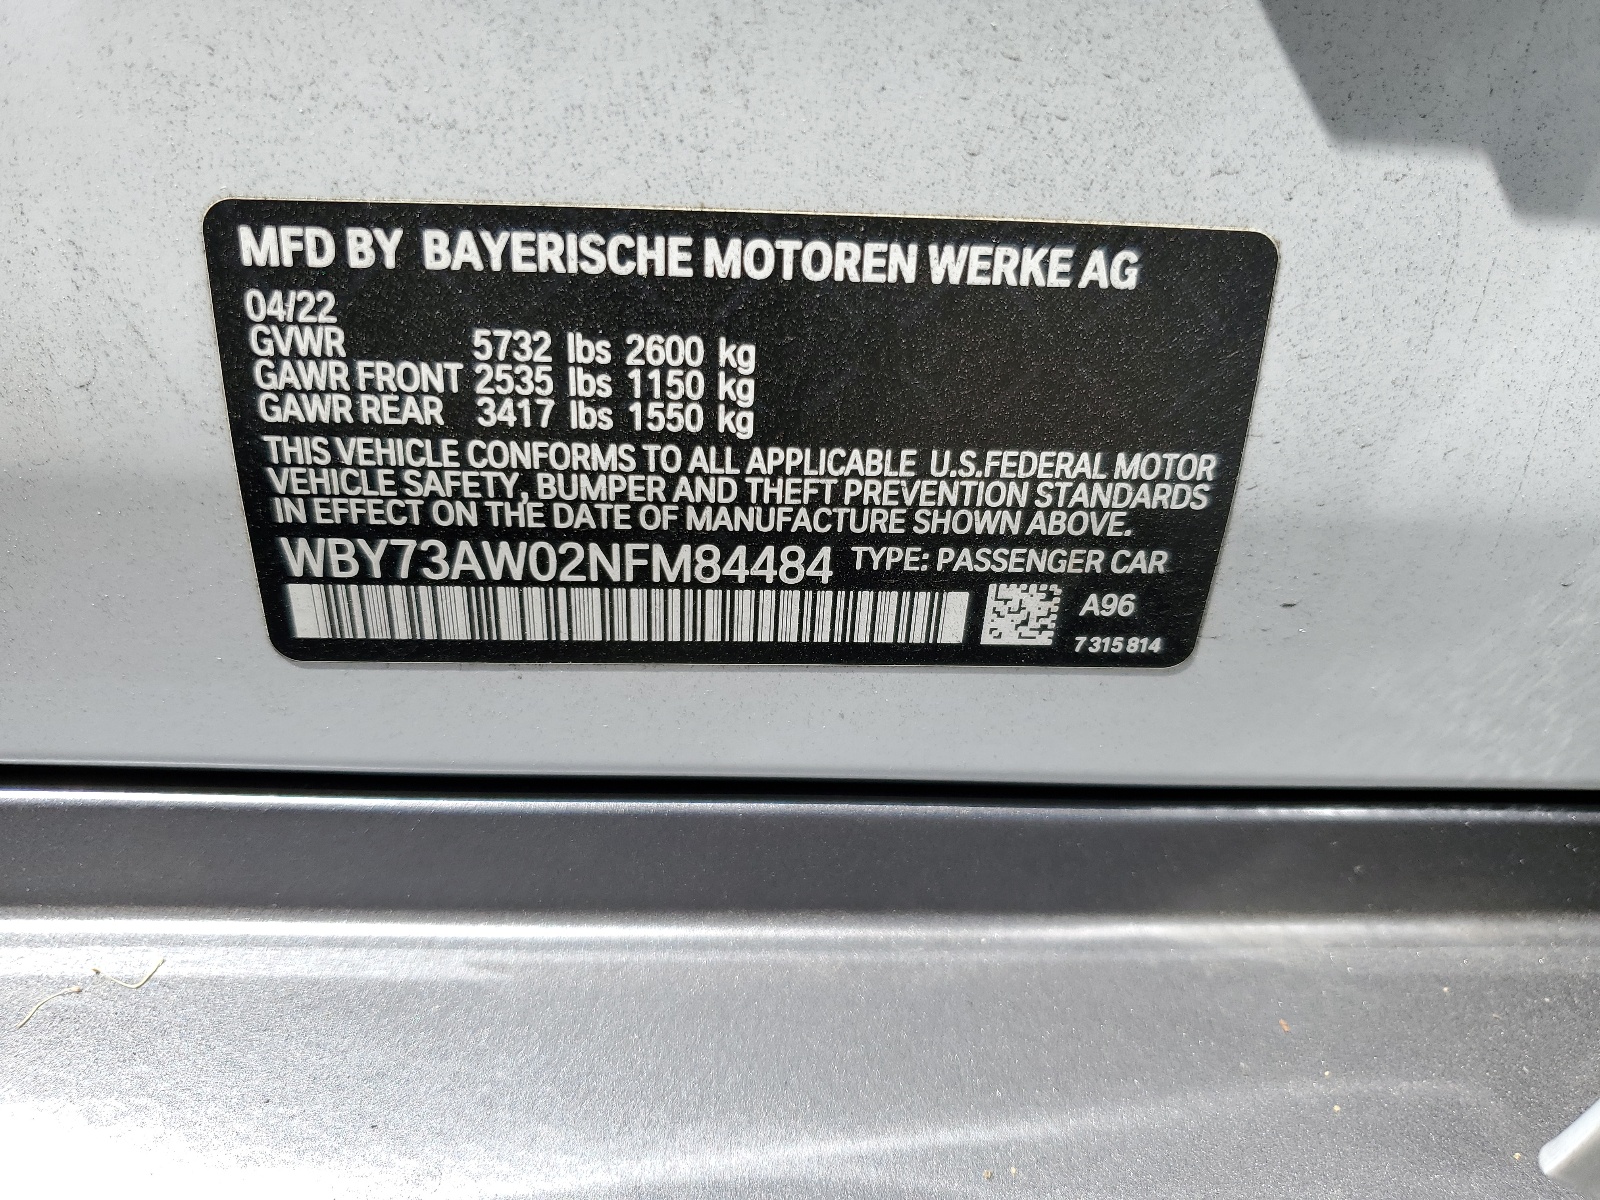 MFD BY BAYERISCHE MOTOREN WERKE AG
04/22
GVWR 5732 lbs 2600 kg
GAWR FRONT 2535 lbs 1150 kg
GAWR REAR 3417 lbs 1550 kg
THIS VEHICLE CONFORMS TO ALL APPLICABLE U.S.FEDERAL MOTOR
VEHICLE SAFETY, BUMPER AND THEFT PREVENTION STANDARDS
IN EFFECT ON THE DATE OF MANUFACTURE SHOWN ABOVE.
WBY73AW02NFM84484 TYPE: PASSENGER CAR
A96
7 315 814